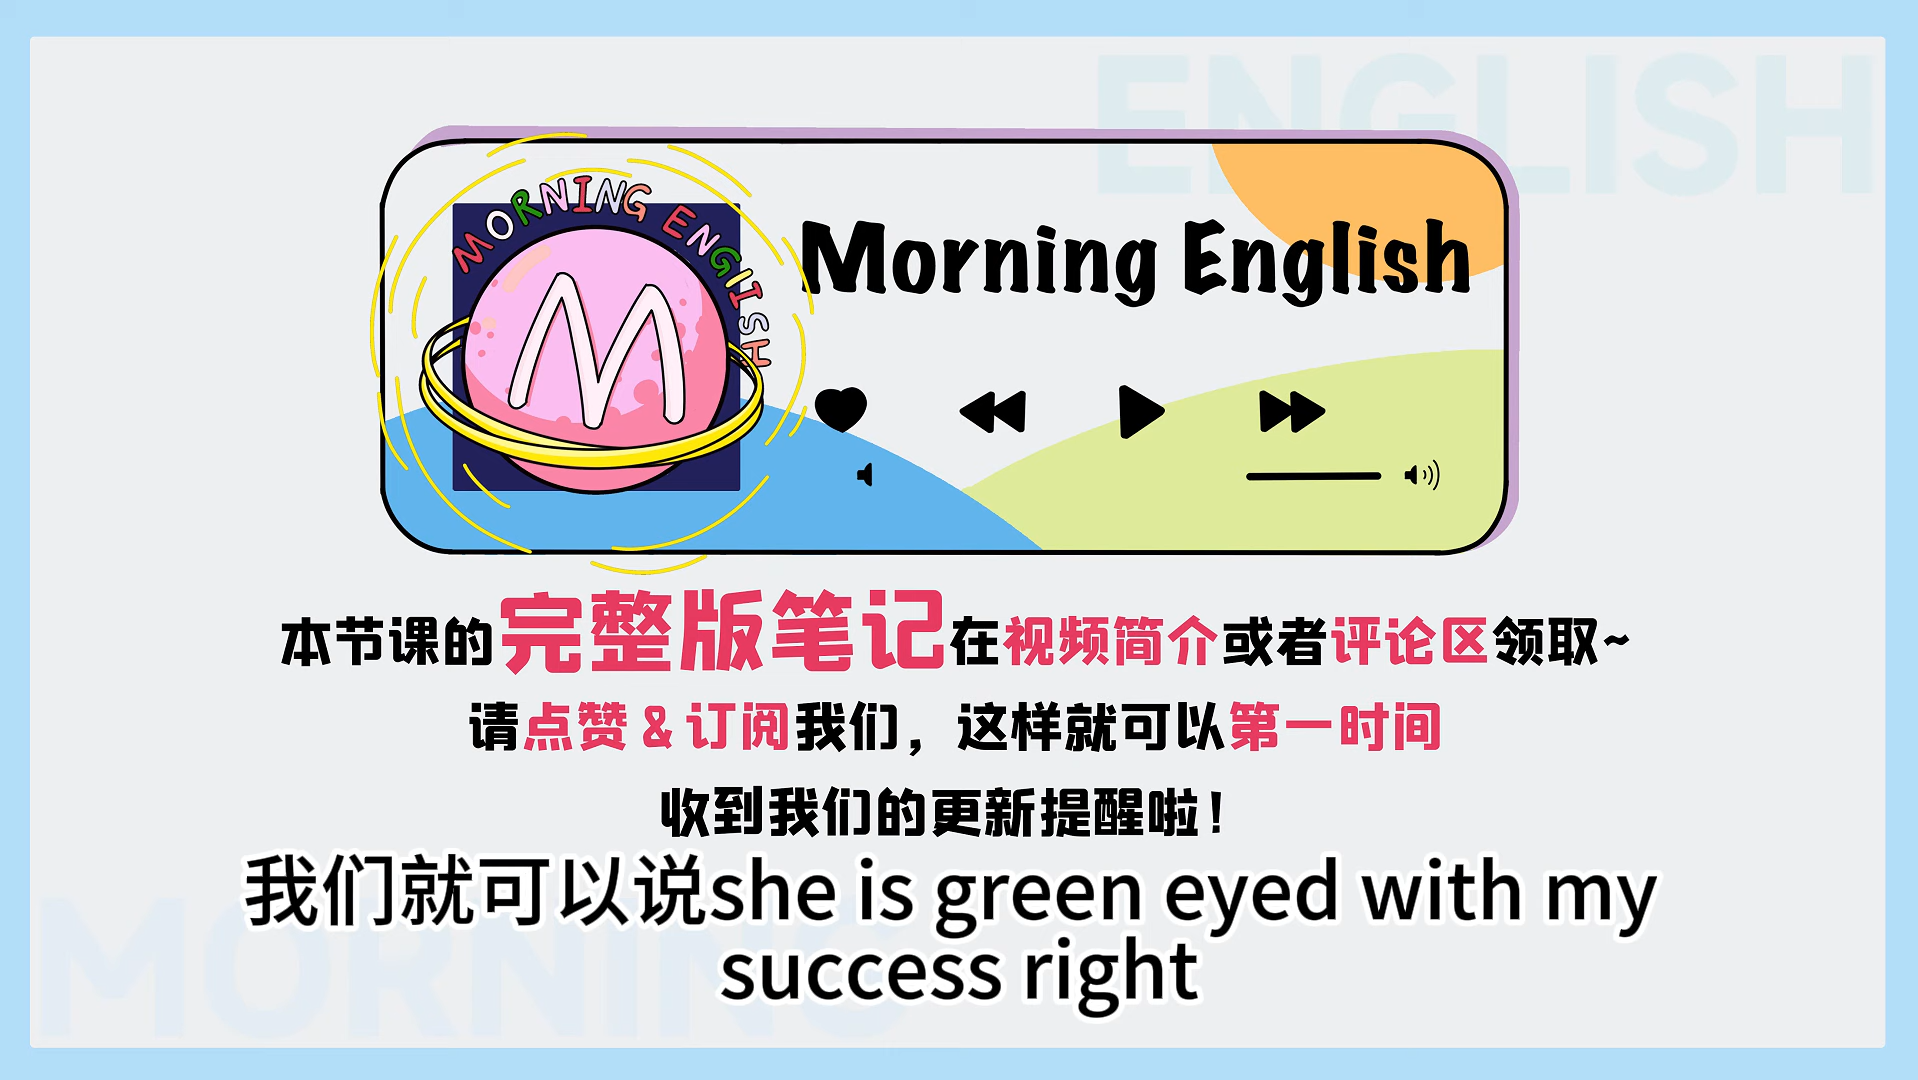 ENGLISH
MORNING ENGLISH
M
Morning English
本节课的完整版笔记在视频简介或者评论区领取~
请点赞&订阅我们，这样就可以第一时间
收到我们的更新提醒啦！
我们就可以说she is green eyed with my
success right
MORNING